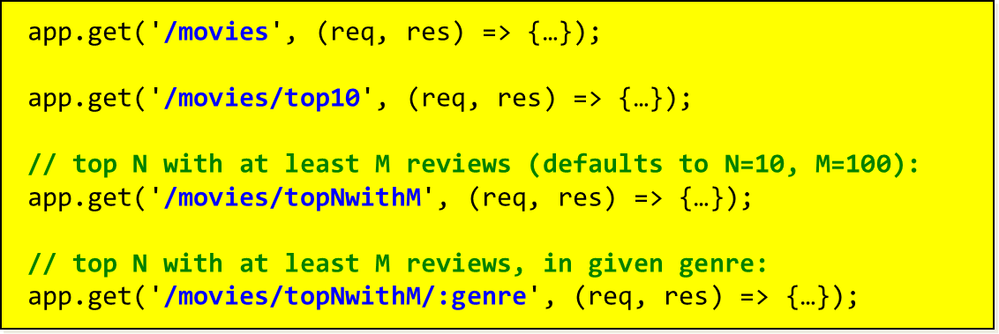 app.get('/movies', (req, res) => {…});
app.get('/movies/top10', (req, res) => {…});
// top N with at least M reviews (defaults to N=10, M=100):
app.get('/movies/topNwithM', (req, res) => {…});
// top N with at least M reviews, in given genre:
app.get('/movies/topNwithM/:genre', (req, res) => {…});